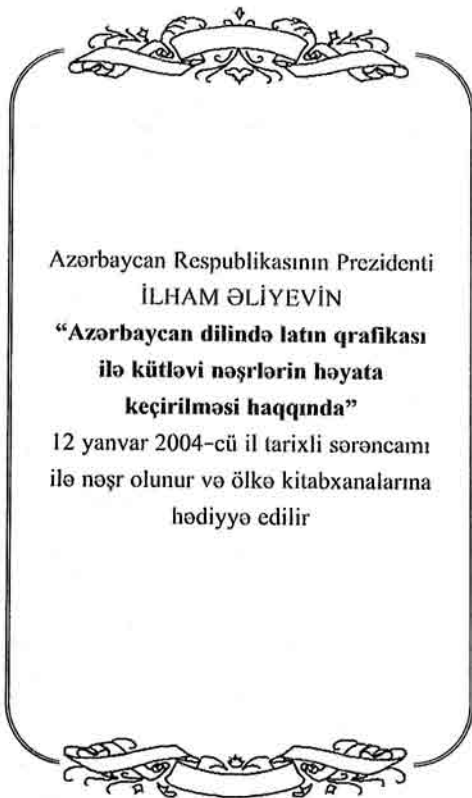 Azərbaycan Respublikasının Prezidenti
İLHAM ƏLİYEVİN
“Azərbaycan dilində latın qrafikası
ilə kütləvi nəşrlərin həyata
keçirilməsi haqqında”
12 yanvar 2004-cü il tarixli sərəncamı
ilə nəşr olunur və ölkə kitabxanalarına
hədiyyə edilir